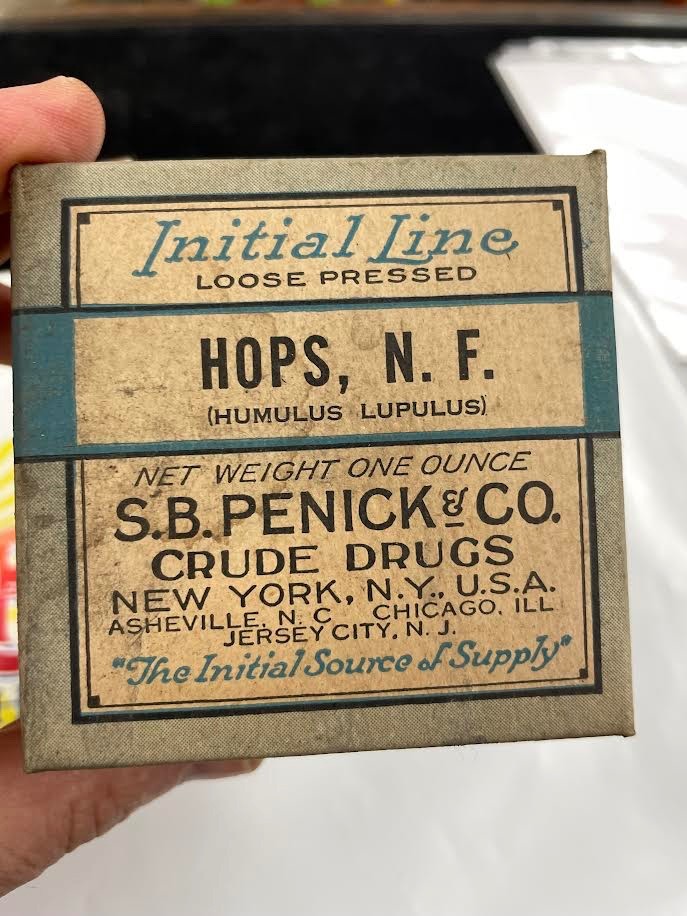 Initial Line
LOOSE PRESSED
HOPS, N. F.
(HUMULUS LUPULUS)
NET WEIGHT ONE OUNCE
S.B. PENICK & CO.
CRUDE DRUGS
NEW YORK, N.Y., U.S.A.
ASHEVILLE, N. C. CHICAGO, ILL
JERSEY CITY, N. J.
"The Initial Source of Supply"